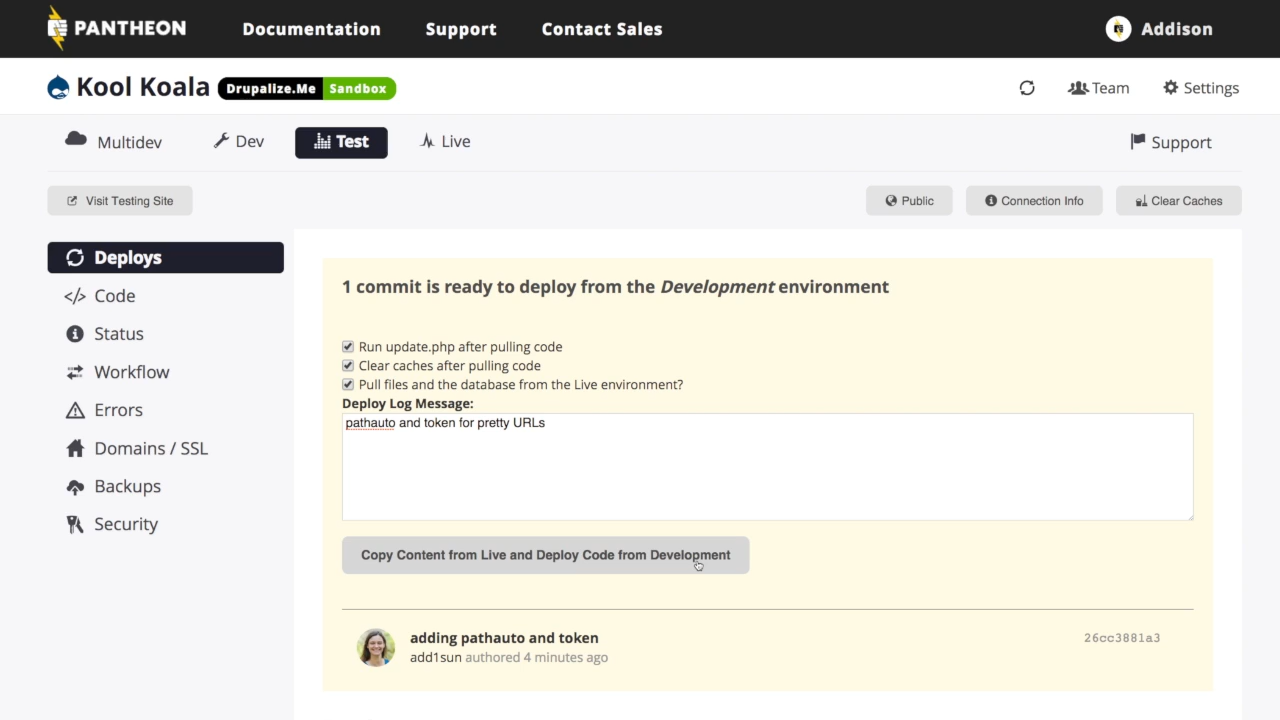 PANTHEON Documentation Support Contact Sales Addison
Kool Koala Drupalize.Me Sandbox Team Settings
Multidev Dev Test Live Support
Visit Testing Site Public Connection Info Clear Caches
Deploys
Code
Status
Workflow
Errors
Domains / SSL
Backups
Security
1 commit is ready to deploy from the Development environment
Run update.php after pulling code
Clear caches after pulling code
Pull files and the database from the Live environment?
Deploy Log Message:
pathauto and token for pretty URLs
Copy Content from Live and Deploy Code from Development
adding pathauto and token 26cc3881a3
add1sun authored 4 minutes ago